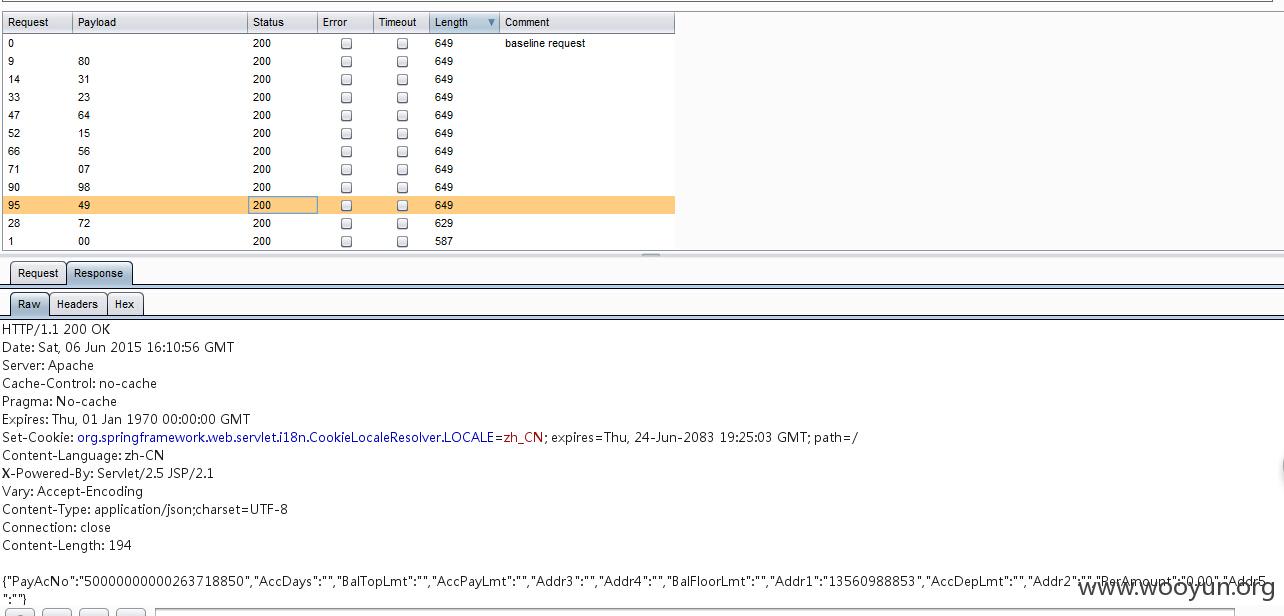 Request Payload Status Error Timeout Length Comment
0 200 649 baseline request
9 80 200 649
14 31 200 649
33 23 200 649
47 64 200 649
52 15 200 649
66 56 200 649
71 07 200 649
90 98 200 649
95 49 200 649
28 72 200 629
1 00 200 587
Request Response
Raw Headers Hex
HTTP/1.1 200 OK
Date: Sat, 06 Jun 2015 16:10:56 GMT
Server: Apache
Cache-Control: no-cache
Pragma: No-cache
Expires: Thu, 01 Jan 1970 00:00:00 GMT
Set-Cookie: org.springframework.web.servlet.i18n.CookieLocaleResolver.LOCALE=zh_CN; expires=Thu, 24-Jun-2083 19:25:03 GMT; path=/
Content-Language: zh-CN
X-Powered-By: Servlet/2.5 JSP/2.1
Vary: Accept-Encoding
Content-Type: application/json;charset=UTF-8
Connection: close
Content-Length: 194
{"PayAcNo":"50000000000263718850","AccDays":"","BalTopLmt":"","AccPayLmt":"","Addr3":"","Addr4":"","BalFloorLmt":"","Addr1":"13560988853","AccDepLmt":"","Addr2":"","PerAmount":"0.00","Addr5
":""}
www.wooyun.org